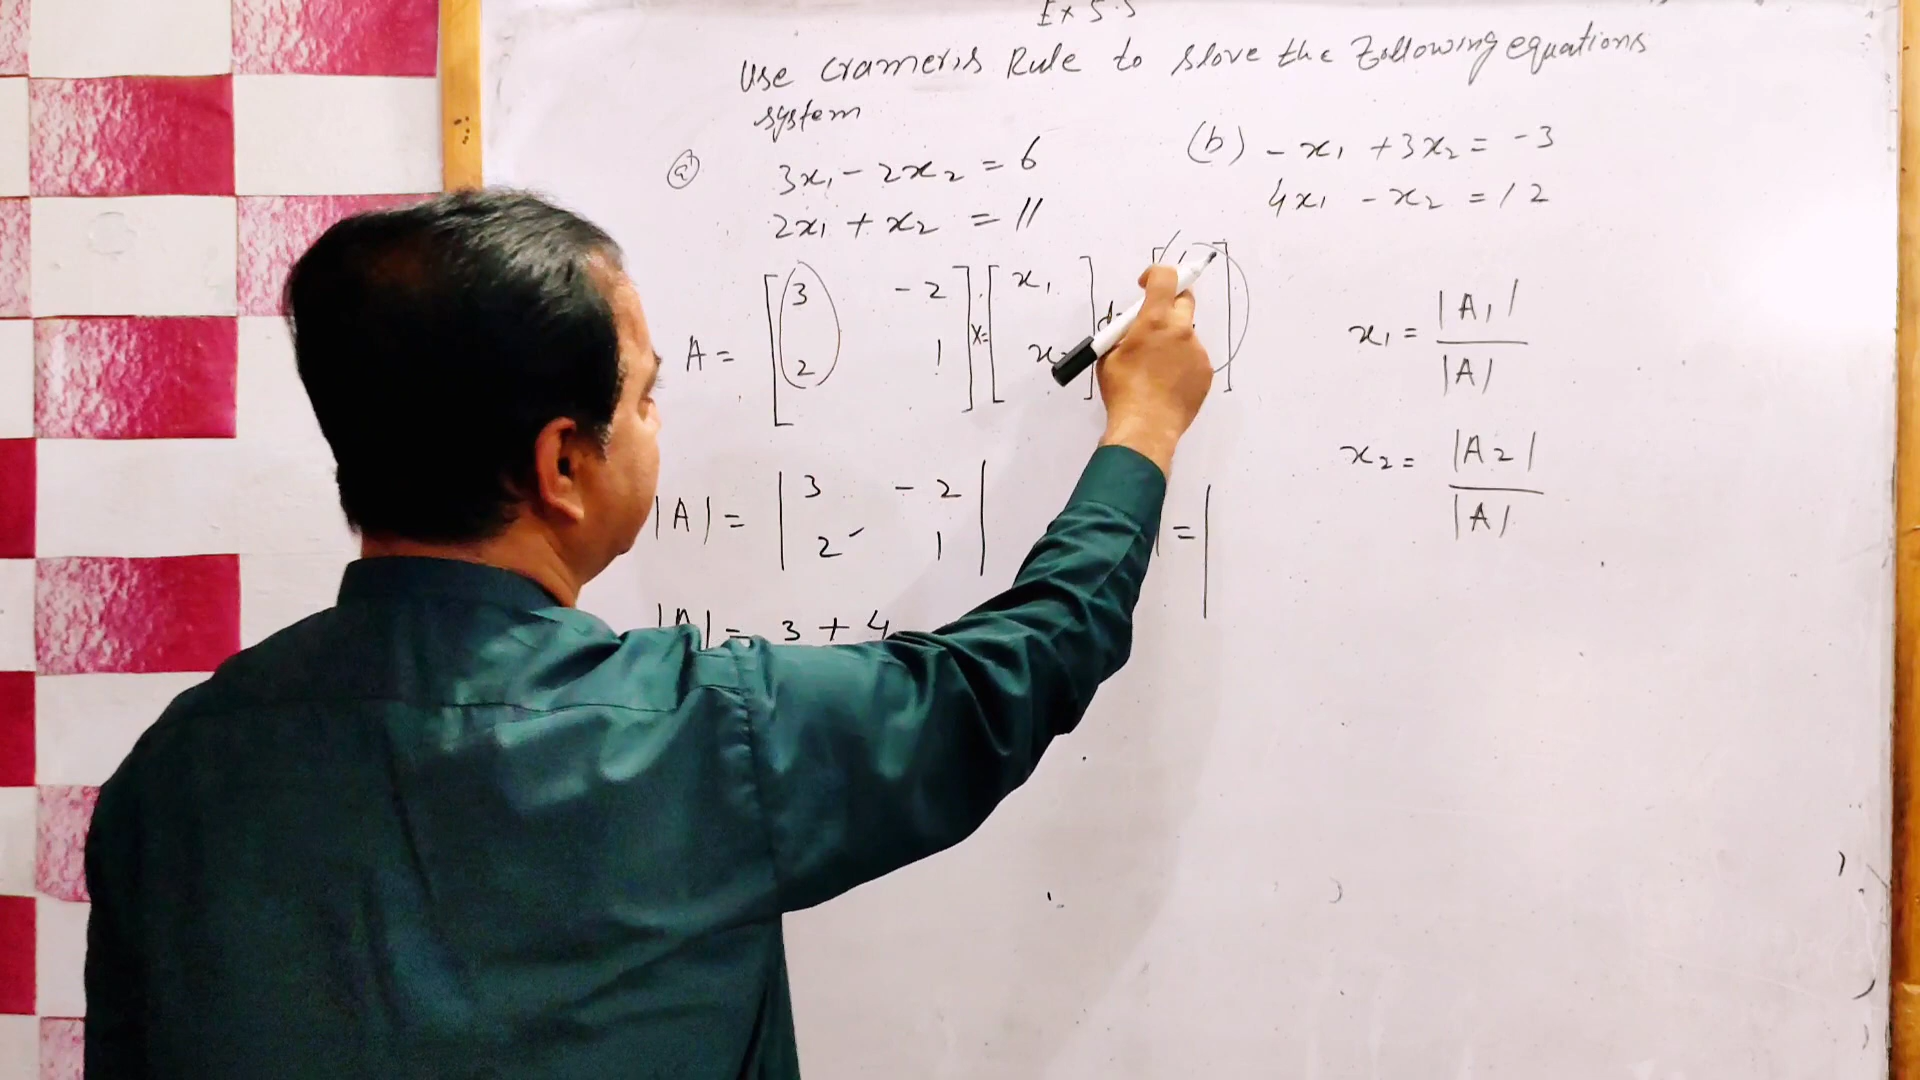 Ex 5.5
Use cramer's Rule to slove the following equations
system
(a) 3x₁ - 2x₂ = 6
2x₁ + x₂ = 11
(b) - x₁ + 3x₂ = -3
4x₁ - x₂ = 12
A = [3 -2
2 1] X = [x₁
x₂] d =
|A| = |3 -2
2 1|
|A| = 3 + 4
= |
x₁ = |A₁| / |A|
x₂ = |A₂| / |A|